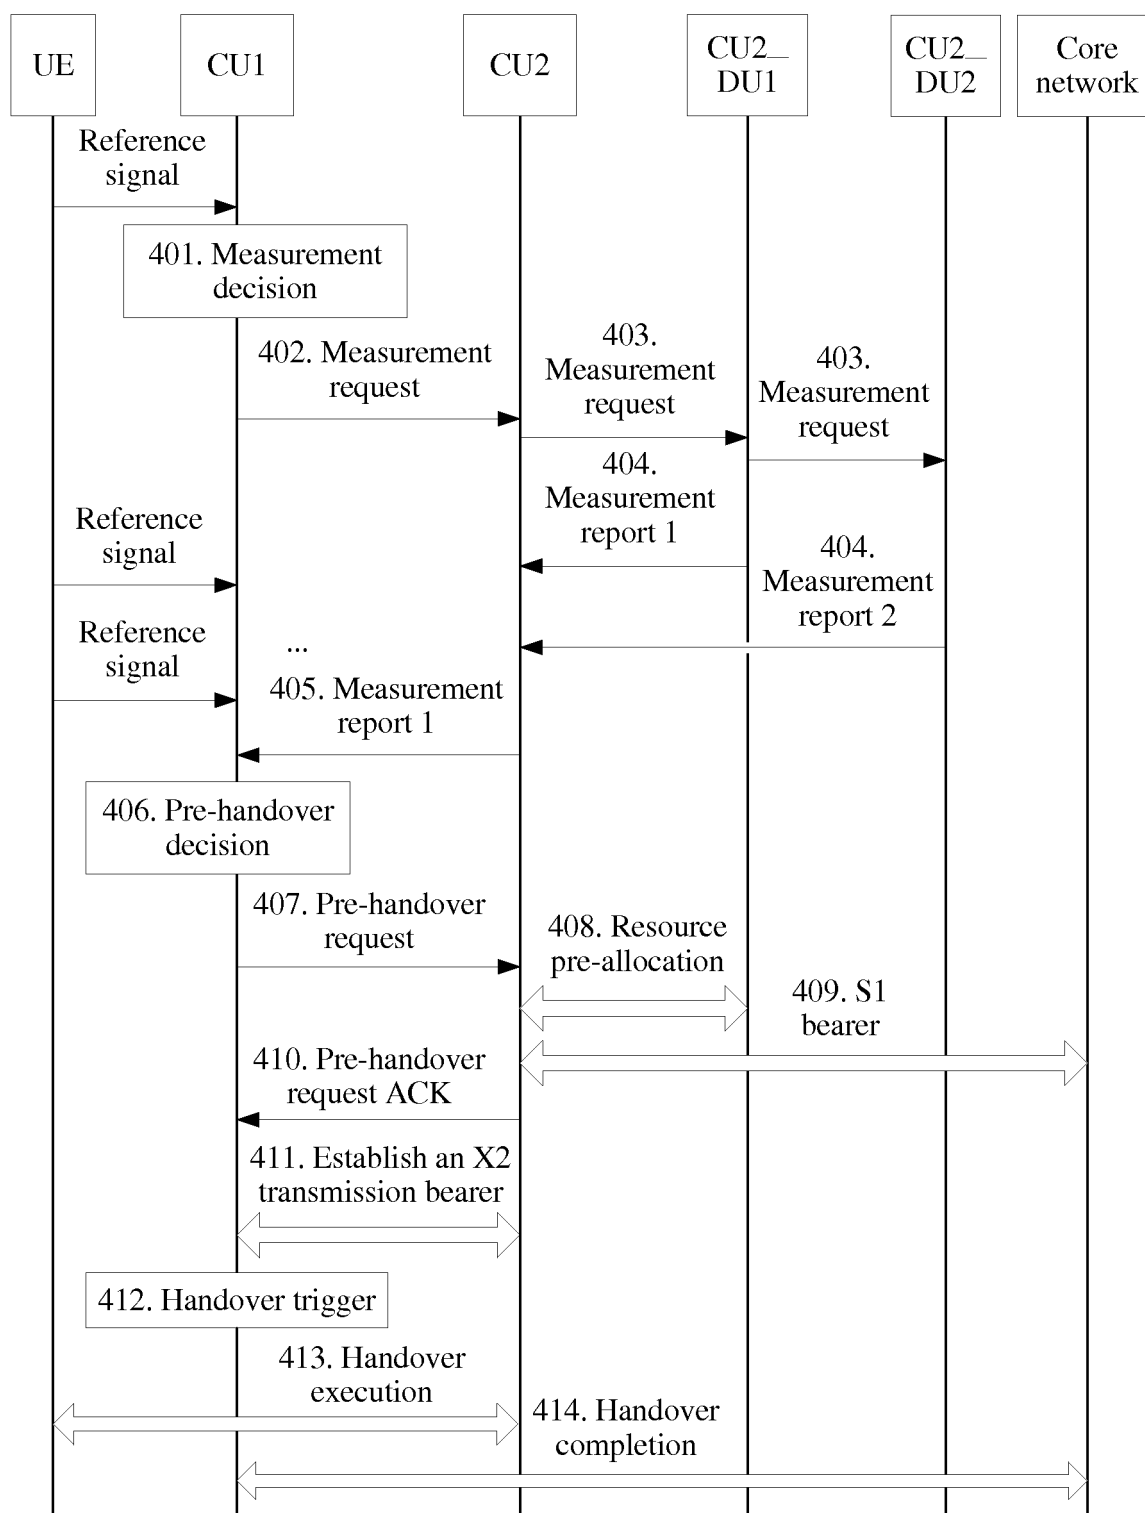 UE
CU1
CU2
CU2_
DU1
CU2_
DU2
Core
network
Reference
signal
401. Measurement
decision
402. Measurement
request
403.
Measurement
request
403.
Measurement
request
404.
Measurement
report 1
Reference
signal
404.
Measurement
report 2
Reference
signal
...
405. Measurement
report 1
406. Pre-handover
decision
407. Pre-handover
request
408. Resource
pre-allocation
409. S1
bearer
410. Pre-handover
request ACK
411. Establish an X2
transmission bearer
412. Handover trigger
413. Handover
execution
414. Handover
completion